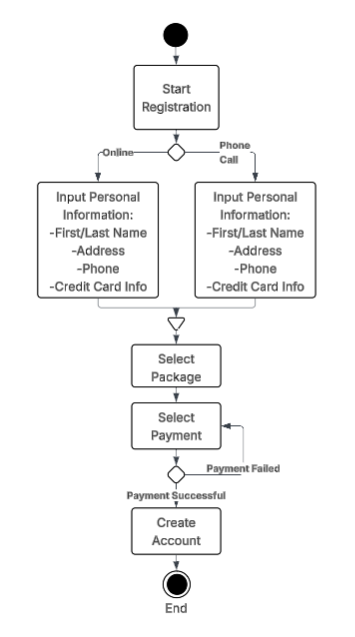 Start
Registration
Online
Phone
Call
Input Personal
Information:
-First/Last Name
-Address
-Phone
-Credit Card Info
Input Personal
Information:
-First/Last Name
-Address
-Phone
-Credit Card Info
Select
Package
Select
Payment
Payment Failed
Payment Successful
Create
Account
End